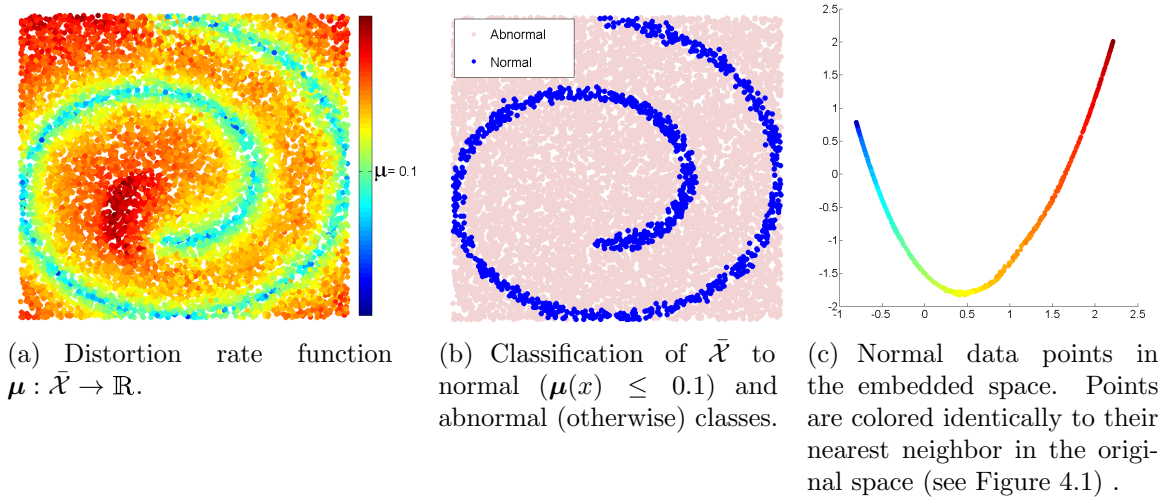 μ= 0.1
Abnormal
Normal
2.5
2
1.5
1
0.5
0
-0.5
-1
-1.5
-2
-1
-0.5
0
0.5
1
1.5
2
2.5
(a) Distortion rate function
μ : X̄ → ℝ.
(b) Classification of X̄ to
normal (μ(x) ≤ 0.1) and
abnormal (otherwise) classes.
(c) Normal data points in
the embedded space. Points
are colored identically to their
nearest neighbor in the origi-
nal space (see Figure 4.1) .